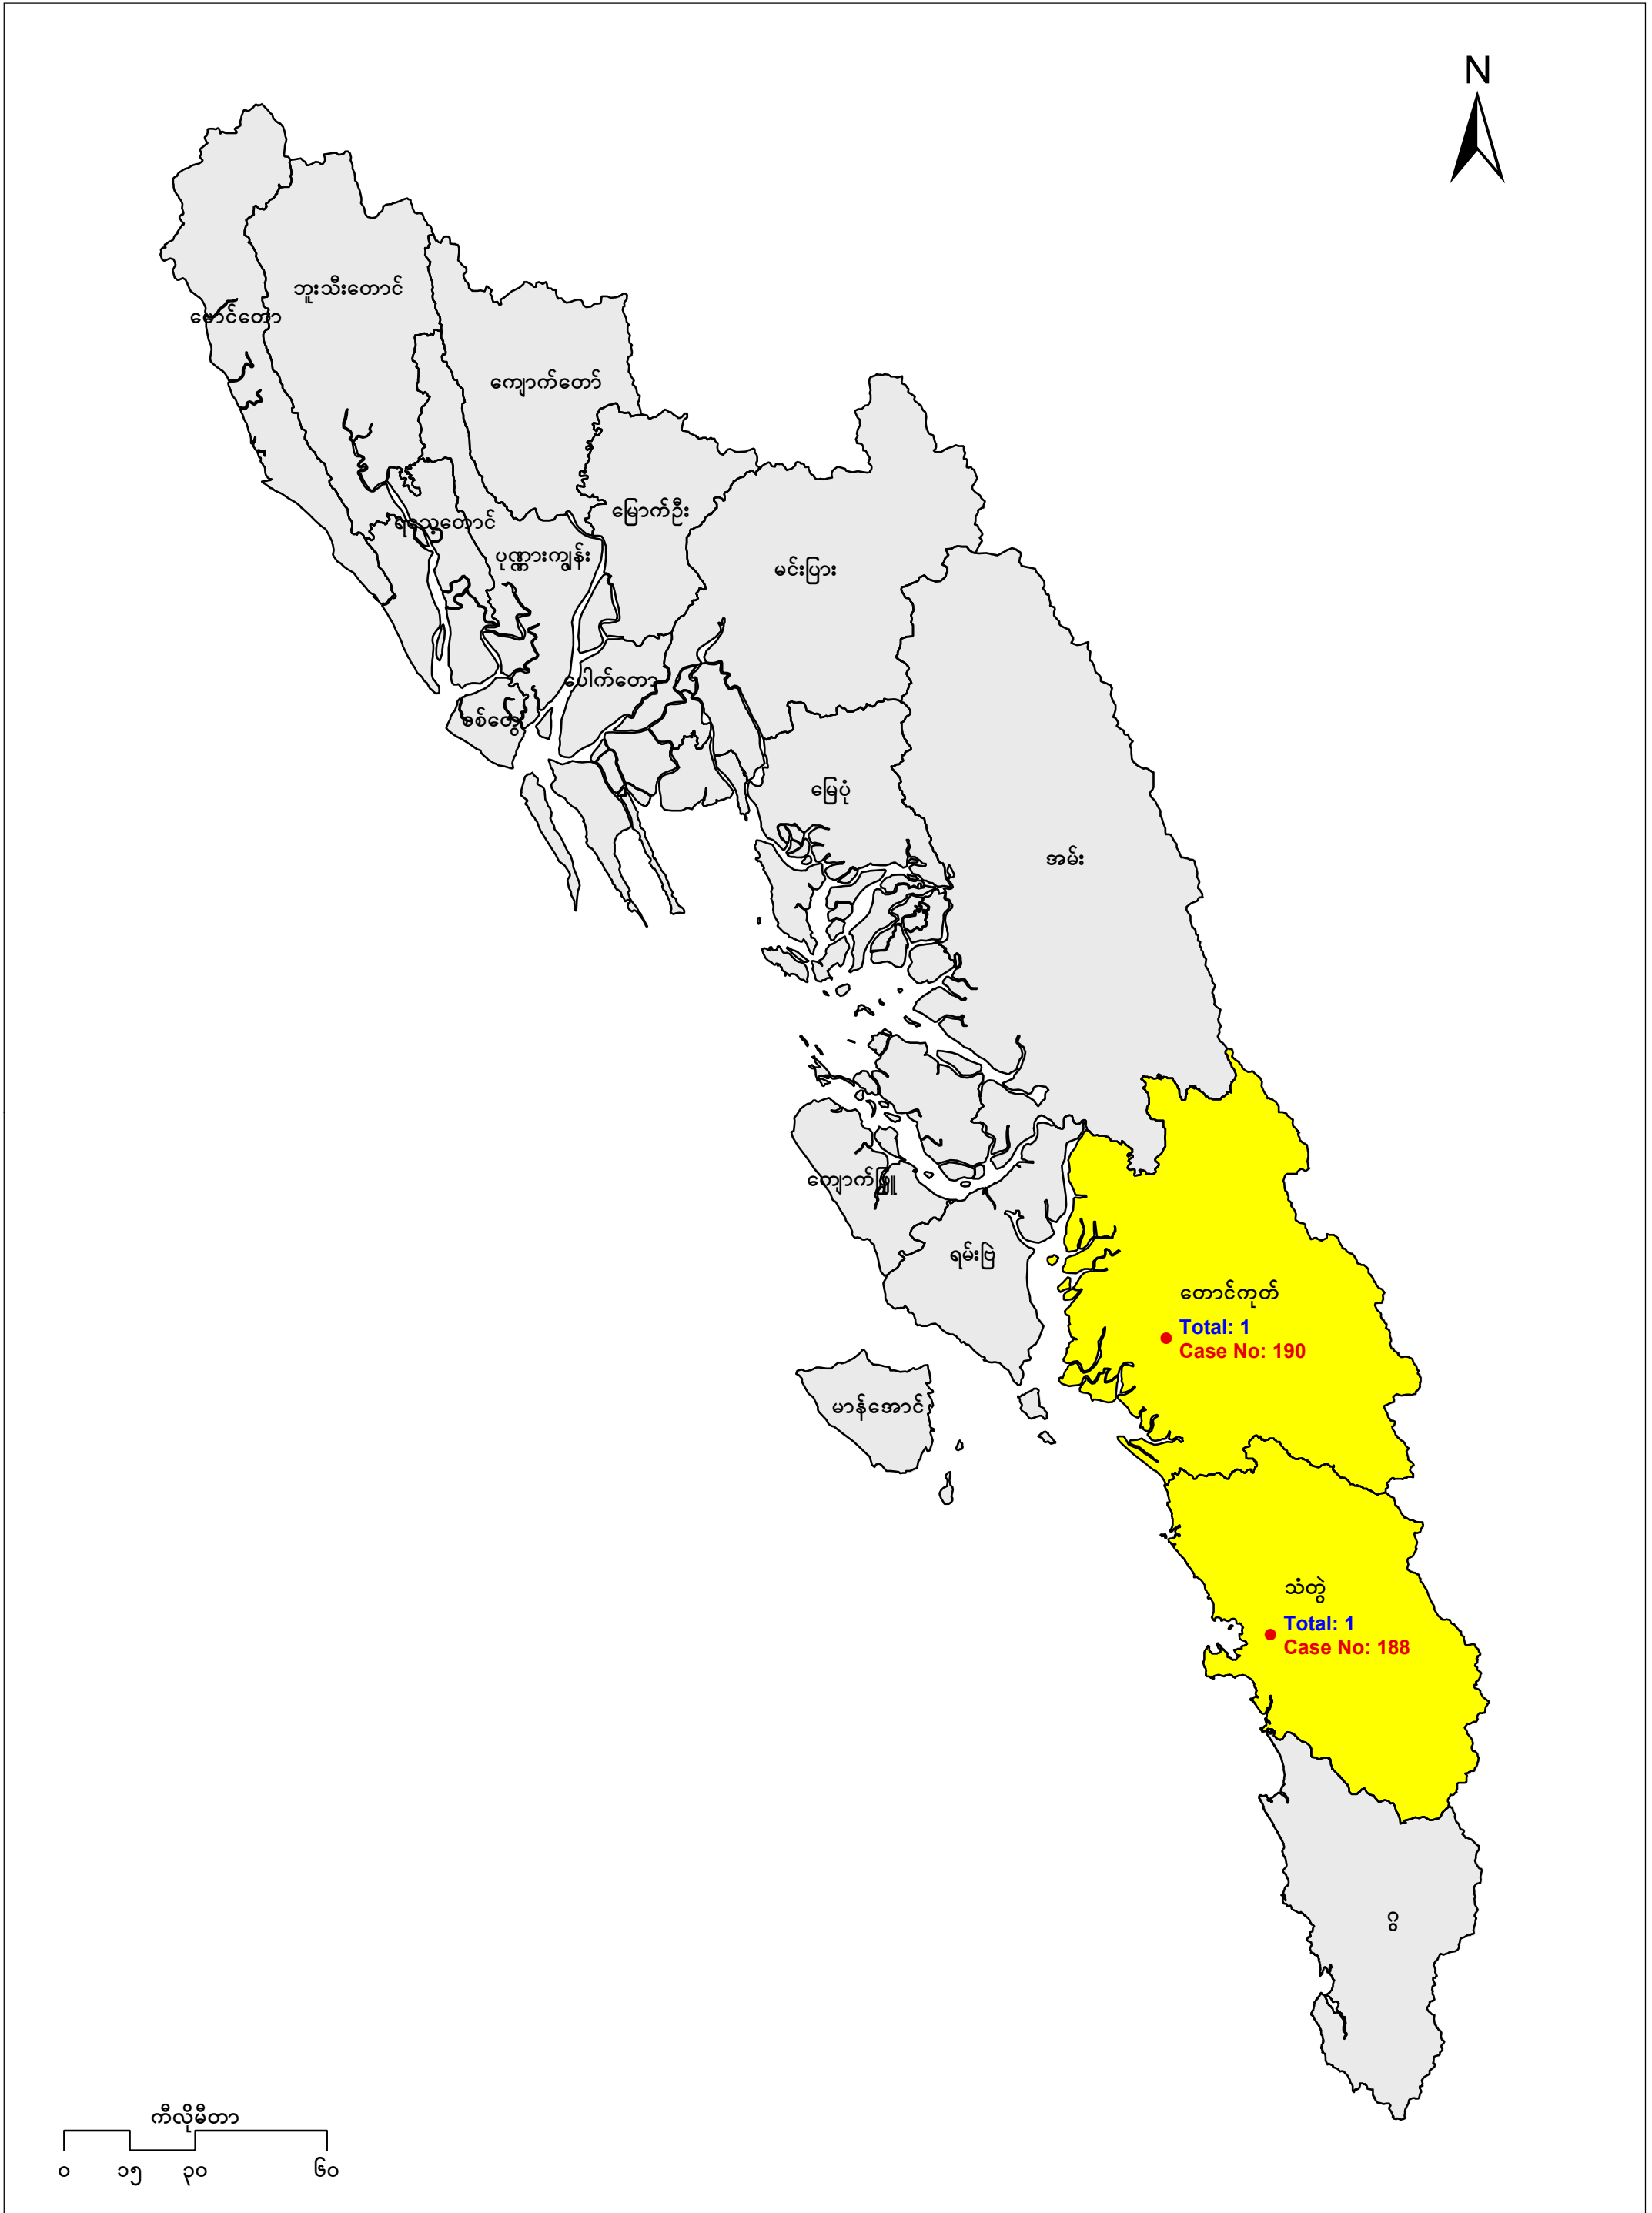 N
ဘူးသီးတောင်
မောင်တော
ကျောက်တော်
မြောက်ဦး
ရသေ့တောင်
ပုဏ္ဏားကျွန်း
မင်းပြား
ပေါက်တော
စစ်တွေ
မြေပုံ
အမ်း
ကျောက်ဖြူ
ရမ်းဗြဲ
တောင်ကုတ်
Total: 1
Case No: 190
မာန်အောင်
သံတွဲ
Total: 1
Case No: 188
ဂွ
ကီလိုမီတာ
၀ ၁၅ ၃၀ ၆၀